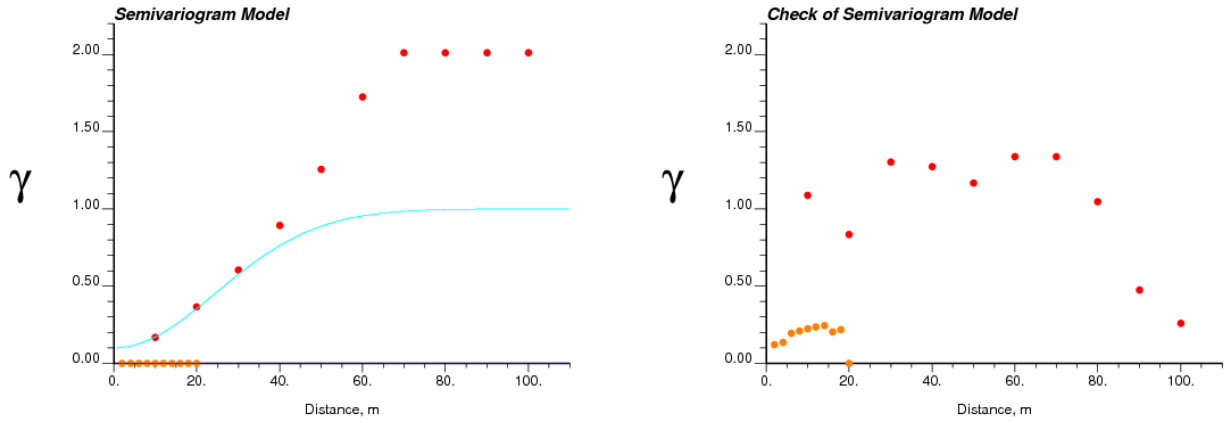 Semivariogram Model
2.00
1.50
γ
1.00
0.50
0.00
0. 20. 40. 60. 80. 100.
Distance, m
Check of Semivariogram Model
2.00
1.50
γ
1.00
0.50
0.00
0. 20. 40. 60. 80. 100.
Distance, m